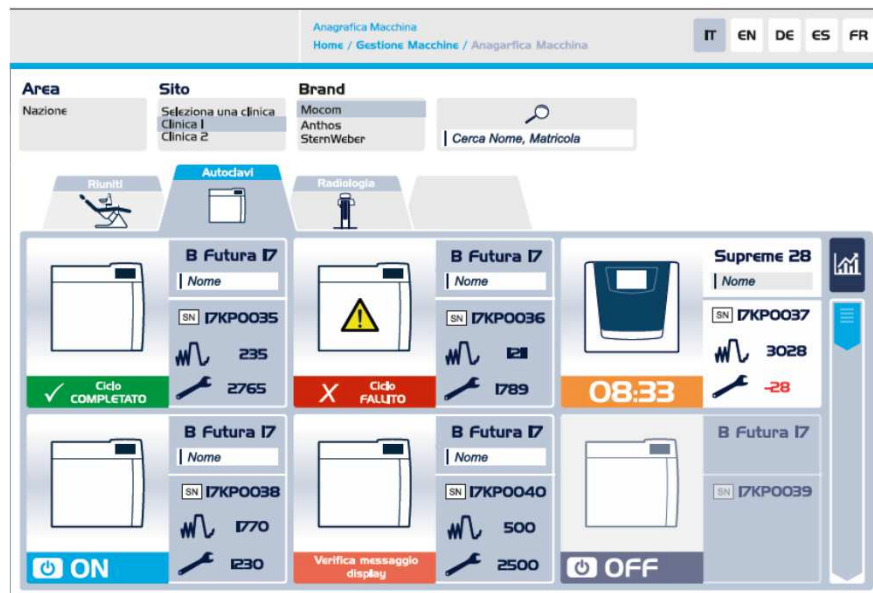 Anagrafica Macchina
Home / Gestione Macchine / Anagarfica Macchina
IT EN DE ES FR
Area
Nazione
Sito
Seleziona una clinica
Clinica 1
Clinica 2
Brand
Mocom
Anthos
SternWeber
Cerca Nome, Matricola
Riuniti
Autoclavi
Radiologia
B Futura 17
Nome
SN 17KP0035
235
2765
Ciclo
COMPLETATO
B Futura 17
Nome
SN 17KP0036
1211
1789
X Ciclo
FALLITO
Supreme 28
Nome
SN 17KP0037
3028
-28
08:33
B Futura 17
Nome
SN 17KP0038
1770
1230
ON
B Futura 17
Nome
SN 17KP0040
500
2500
Verifica messaggio
display
B Futura 17
SN 17KP0039
OFF